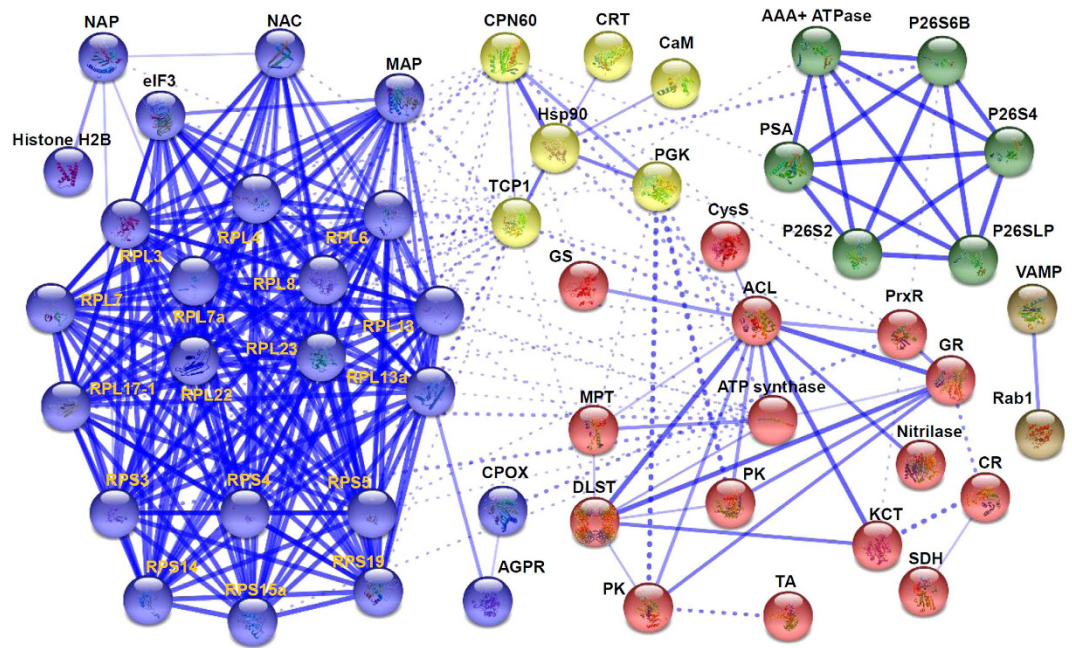 NAP
NAC
CPN60
CRT
AAA+ ATPase
P26S6B
eIF3
MAP
CaM
Histone H2B
Hsp90
PSA
P26S4
TCP1
PGK
RPL3
RPL4
RPL6
CysS
P26S2
P26SLP
GS
ACL
VAMP
RPL7
RPL7a
RPL8
RPL13
PrxR
GR
RPL17-1
RPL22
RPL23
RPL13a
MPT
ATP synthase
Rab1
Nitrilase
RPS3
RPS4
RPS5
CPOX
DLST
PK
CR
KCT
RPS14
RPS15a
RPS19
AGPR
PK
TA
SDH